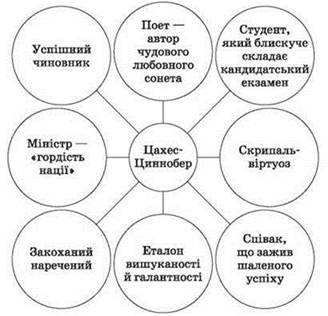 Успішний
чиновник
Поет —
автор
чудового
любовного
сонета
Студент,
який блискуче
складає
кандидатський
екзамен
Міністр —
«гордість
нації»
Цахес-
Циннобер
Скрипаль-
віртуоз
Закоханий
наречений
Еталон
вишуканості
й галантності
Співак,
що зажив
шаленого
успіху